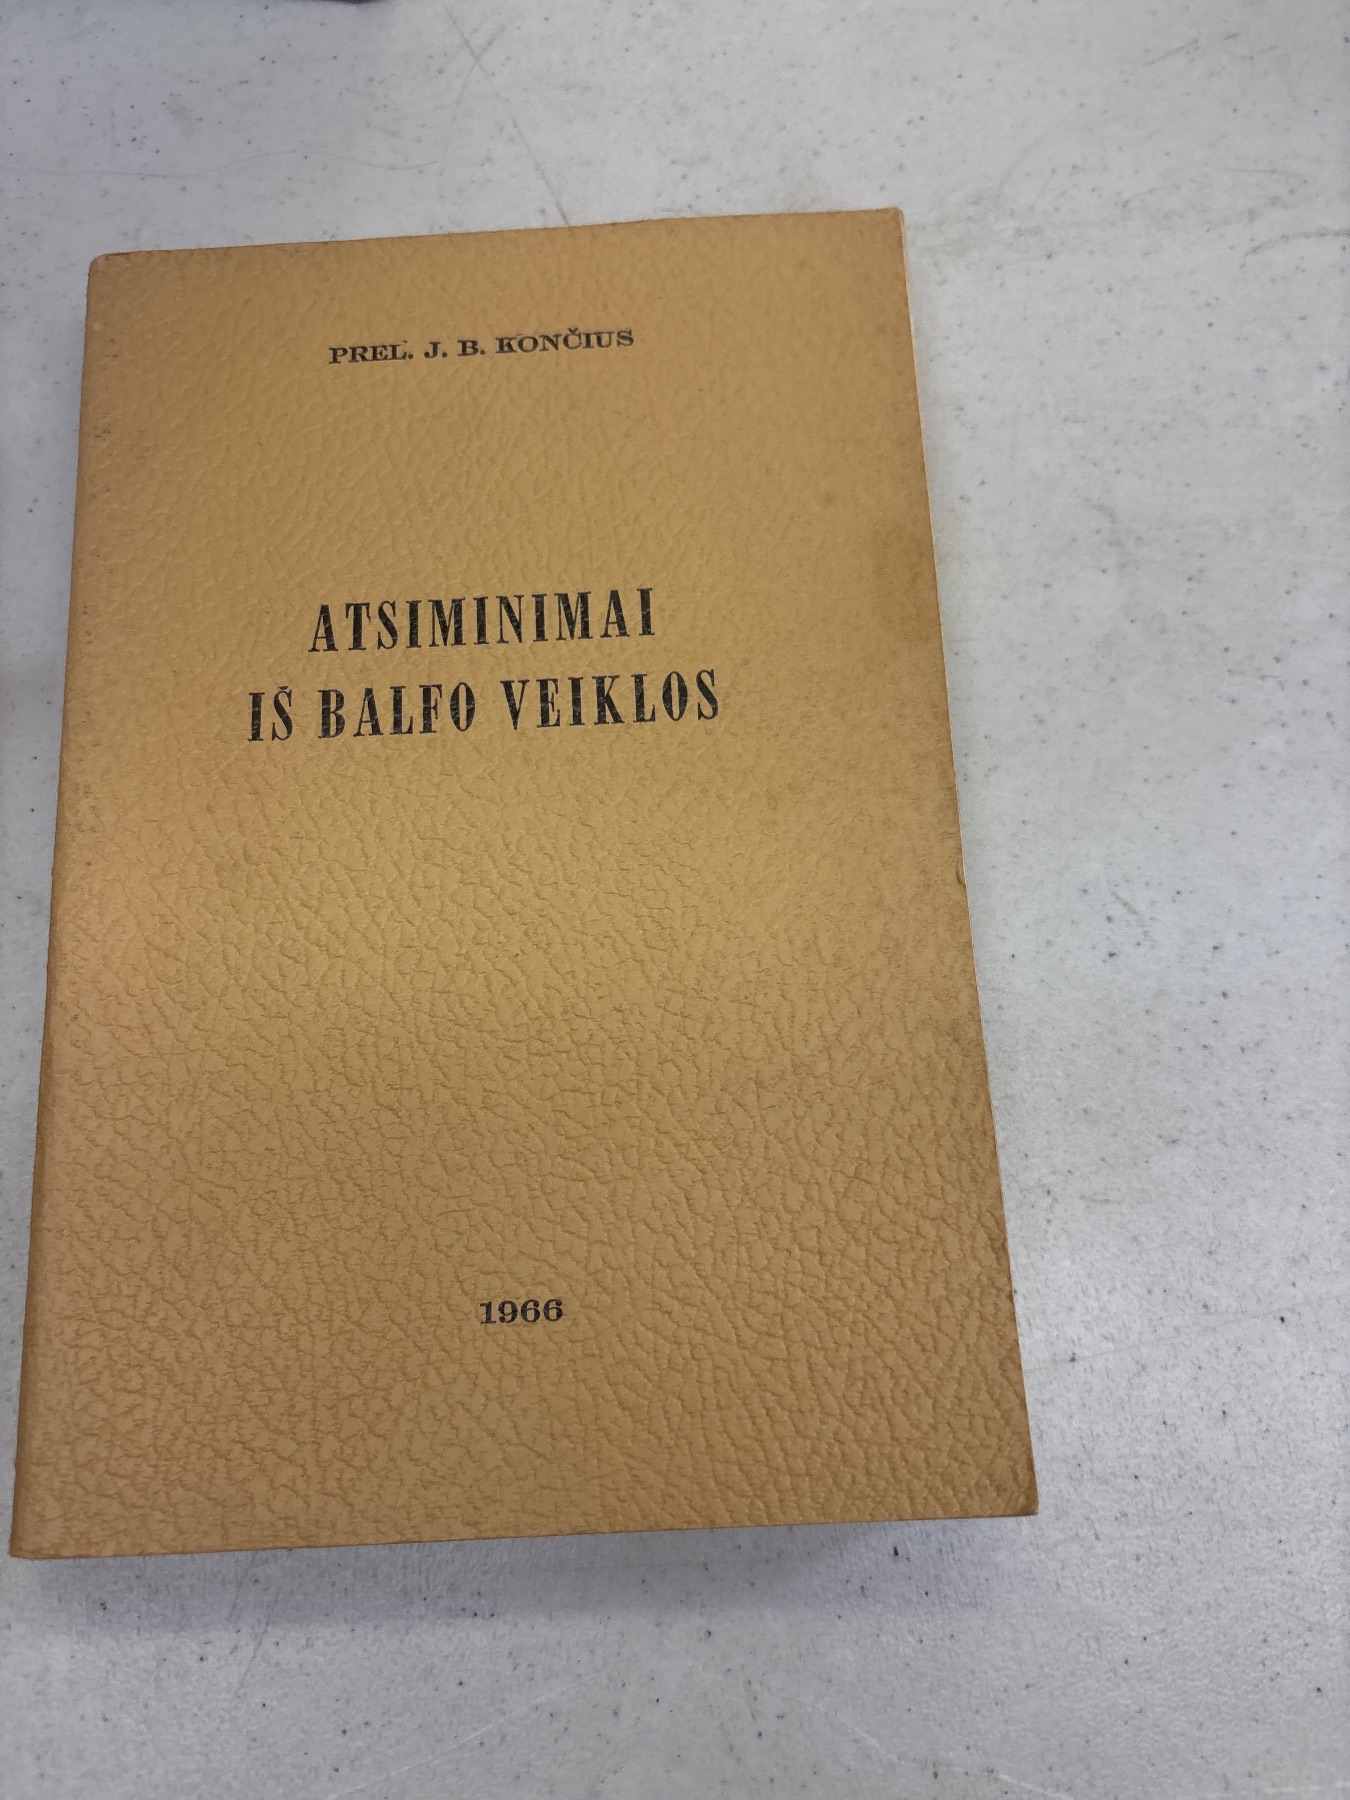 PREL. J. B. KONČIUS
ATSIMINIMAI
IŠ BALFO VEIKLOS
1966